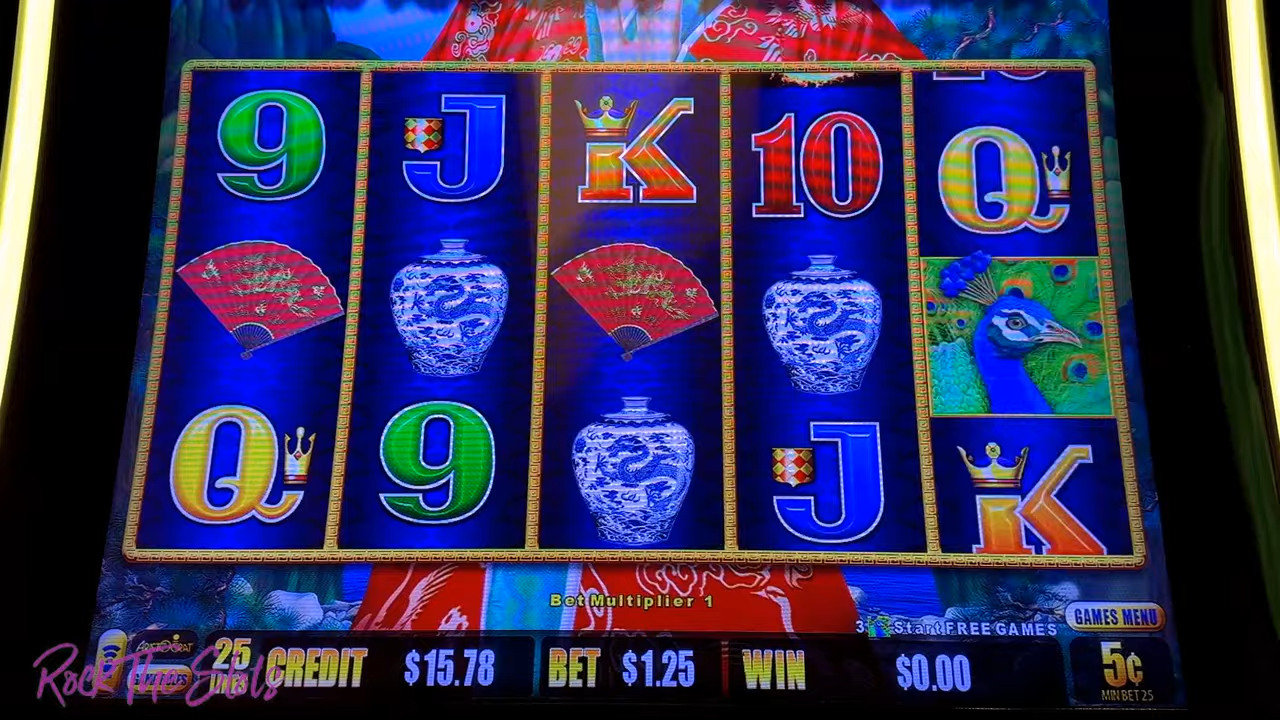 9 J K 10 Q
Q 9 J K
Bet Multiplier 1
3 Start FREE GAMES
GAMES MENU
ARISTOCRAT
25 CREDIT $15.78 BET $1.25 WIN $0.00 5¢
MIN BET 25
Rock The Slots